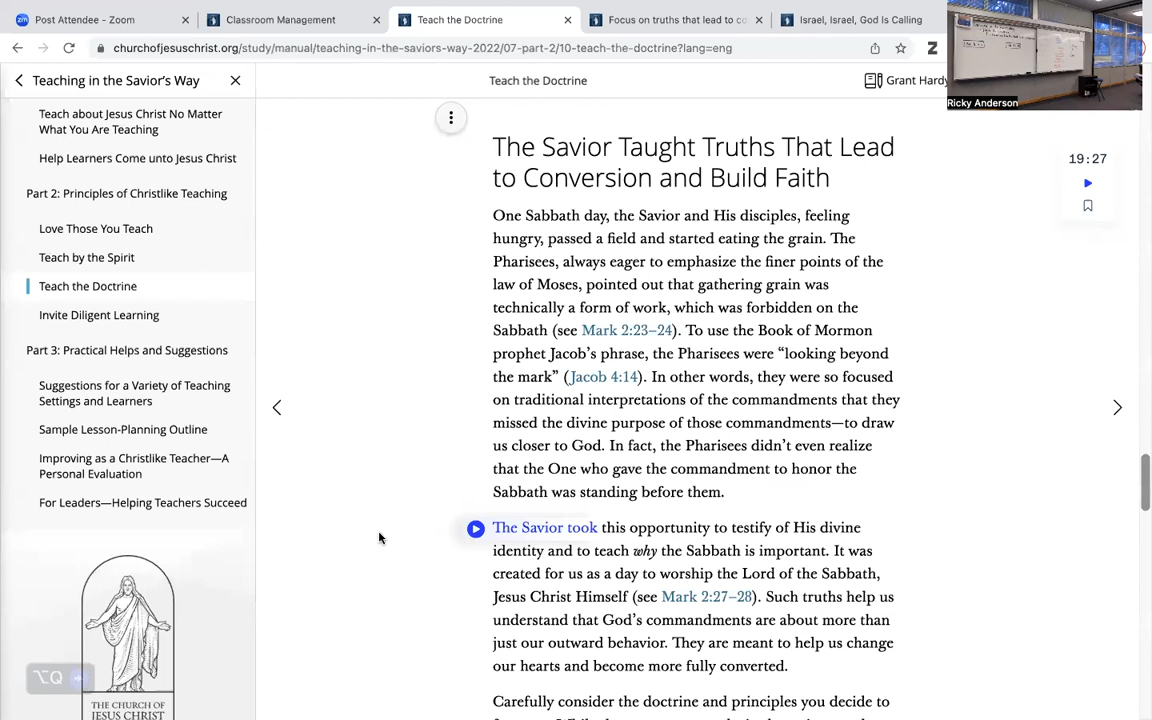 Post Attendee - Zoom
Classroom Management
Teach the Doctrine
Focus on truths that lead to co
Israel, Israel, God Is Calling
churchofjesuschrist.org/study/manual/teaching-in-the-saviors-way-2022/07-part-2/10-teach-the-doctrine?lang=eng
Teaching in the Savior's Way
Teach the Doctrine
Grant Hardy
Ricky Anderson
Teach about Jesus Christ No Matter
What You Are Teaching
Help Learners Come unto Jesus Christ
Part 2: Principles of Christlike Teaching
Love Those You Teach
Teach by the Spirit
Teach the Doctrine
Invite Diligent Learning
Part 3: Practical Helps and Suggestions
Suggestions for a Variety of Teaching
Settings and Learners
Sample Lesson-Planning Outline
Improving as a Christlike Teacher—A
Personal Evaluation
For Leaders—Helping Teachers Succeed
THE CHURCH OF
JESUS CHRIST
⌥Q
The Savior Taught Truths That Lead
to Conversion and Build Faith
One Sabbath day, the Savior and His disciples, feeling
hungry, passed a field and started eating the grain. The
Pharisees, always eager to emphasize the finer points of the
law of Moses, pointed out that gathering grain was
technically a form of work, which was forbidden on the
Sabbath (see Mark 2:23–24). To use the Book of Mormon
prophet Jacob's phrase, the Pharisees were “looking beyond
the mark” (Jacob 4:14). In other words, they were so focused
on traditional interpretations of the commandments that they
missed the divine purpose of those commandments—to draw
us closer to God. In fact, the Pharisees didn't even realize
that the One who gave the commandment to honor the
Sabbath was standing before them.
The Savior took this opportunity to testify of His divine
identity and to teach why the Sabbath is important. It was
created for us as a day to worship the Lord of the Sabbath,
Jesus Christ Himself (see Mark 2:27–28). Such truths help us
understand that God's commandments are about more than
just our outward behavior. They are meant to help us change
our hearts and become more fully converted.
Carefully consider the doctrine and principles you decide to
19:27